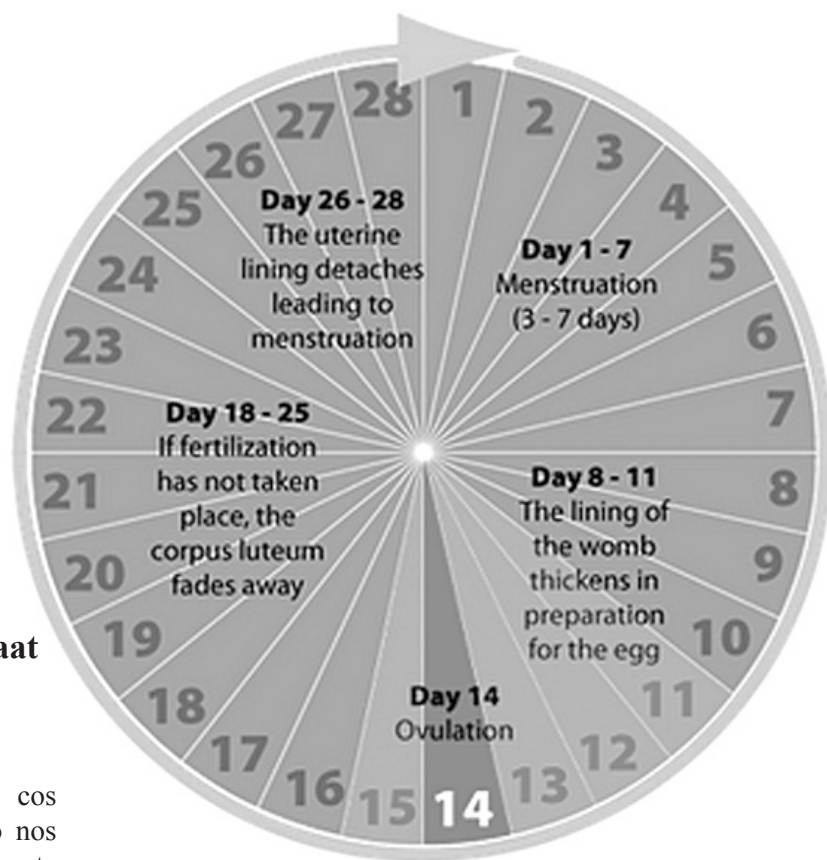 1
2
3
4
5
6
7
8
9
10
11
12
13
14
15
16
17
18
19
20
21
22
23
24
25
26
27
28
Day 1 - 7
Menstruation
(3 - 7 days)
Day 8 - 11
The lining of
the womb
thickens in
preparation
for the egg
Day 14
Ovulation
Day 18 - 25
If fertilization
has not taken
place, the
corpus luteum
fades away
Day 26 - 28
The uterine
lining detaches
leading to
menstruation
cos
nos